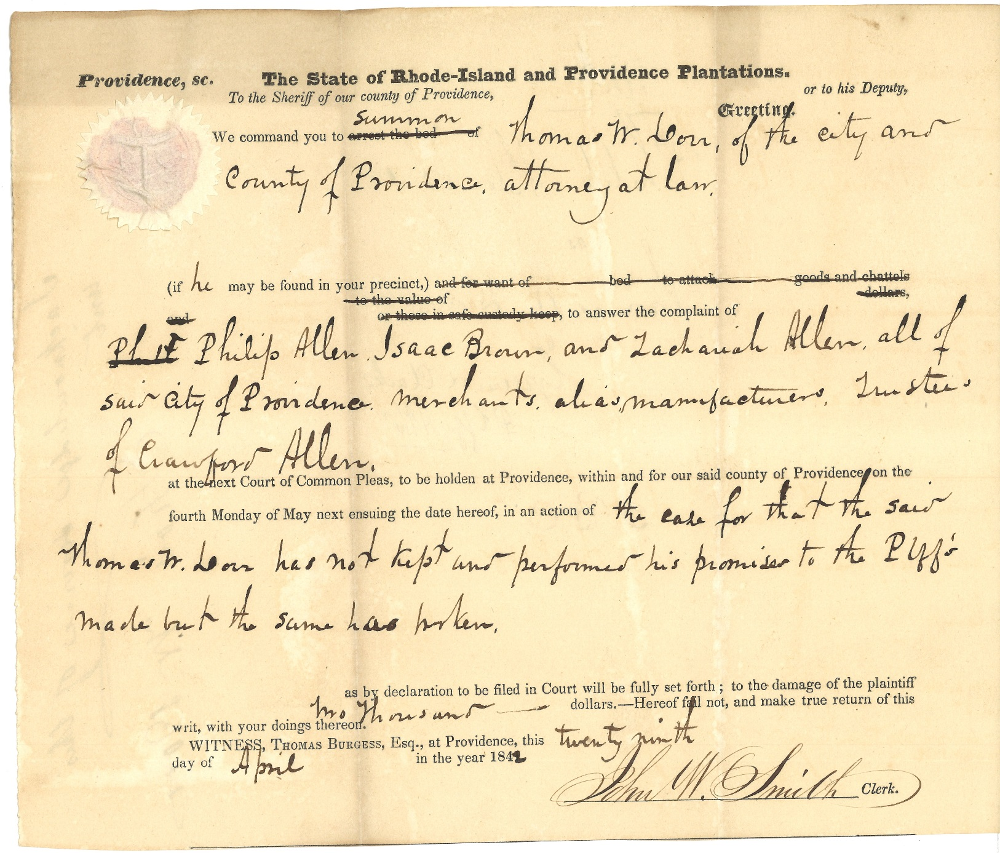 Providence, sc. The State of Rhode-Island and Providence Plantations.
To the Sheriff of our county of Providence, or to his Deputy,
Greeting.
summon
We command you to arrest the bod of Thomas W. Dorr, of the city and
County of Providence, attorney at law.
(if he may be found in your precinct,) and for want of bod to attach goods and chattels
to the value of dollars,
and or those in safe custody keep, to answer the complaint of
Philip Allen, Isaac Brown, and Zachariah Allen, all of
said City of Providence, merchants, alias, manufacturers, Trustees
of Crawford Allen,
at the next Court of Common Pleas, to be holden at Providence, within and for our said county of Providence, on the
fourth Monday of May next ensuing the date hereof, in an action of the case for that the said
Thomas W. Dorr has not kept and performed his promises to the Plffs
made but the same has broken.
as by declaration to be filed in Court will be fully set forth ; to the damage of the plaintiff
two Thousand dollars.—Hereof fail not, and make true return of this
writ, with your doings thereon.
WITNESS, THOMAS BURGESS, Esq., at Providence, this twenty ninth
day of April in the year 1842
John W. Smith Clerk.